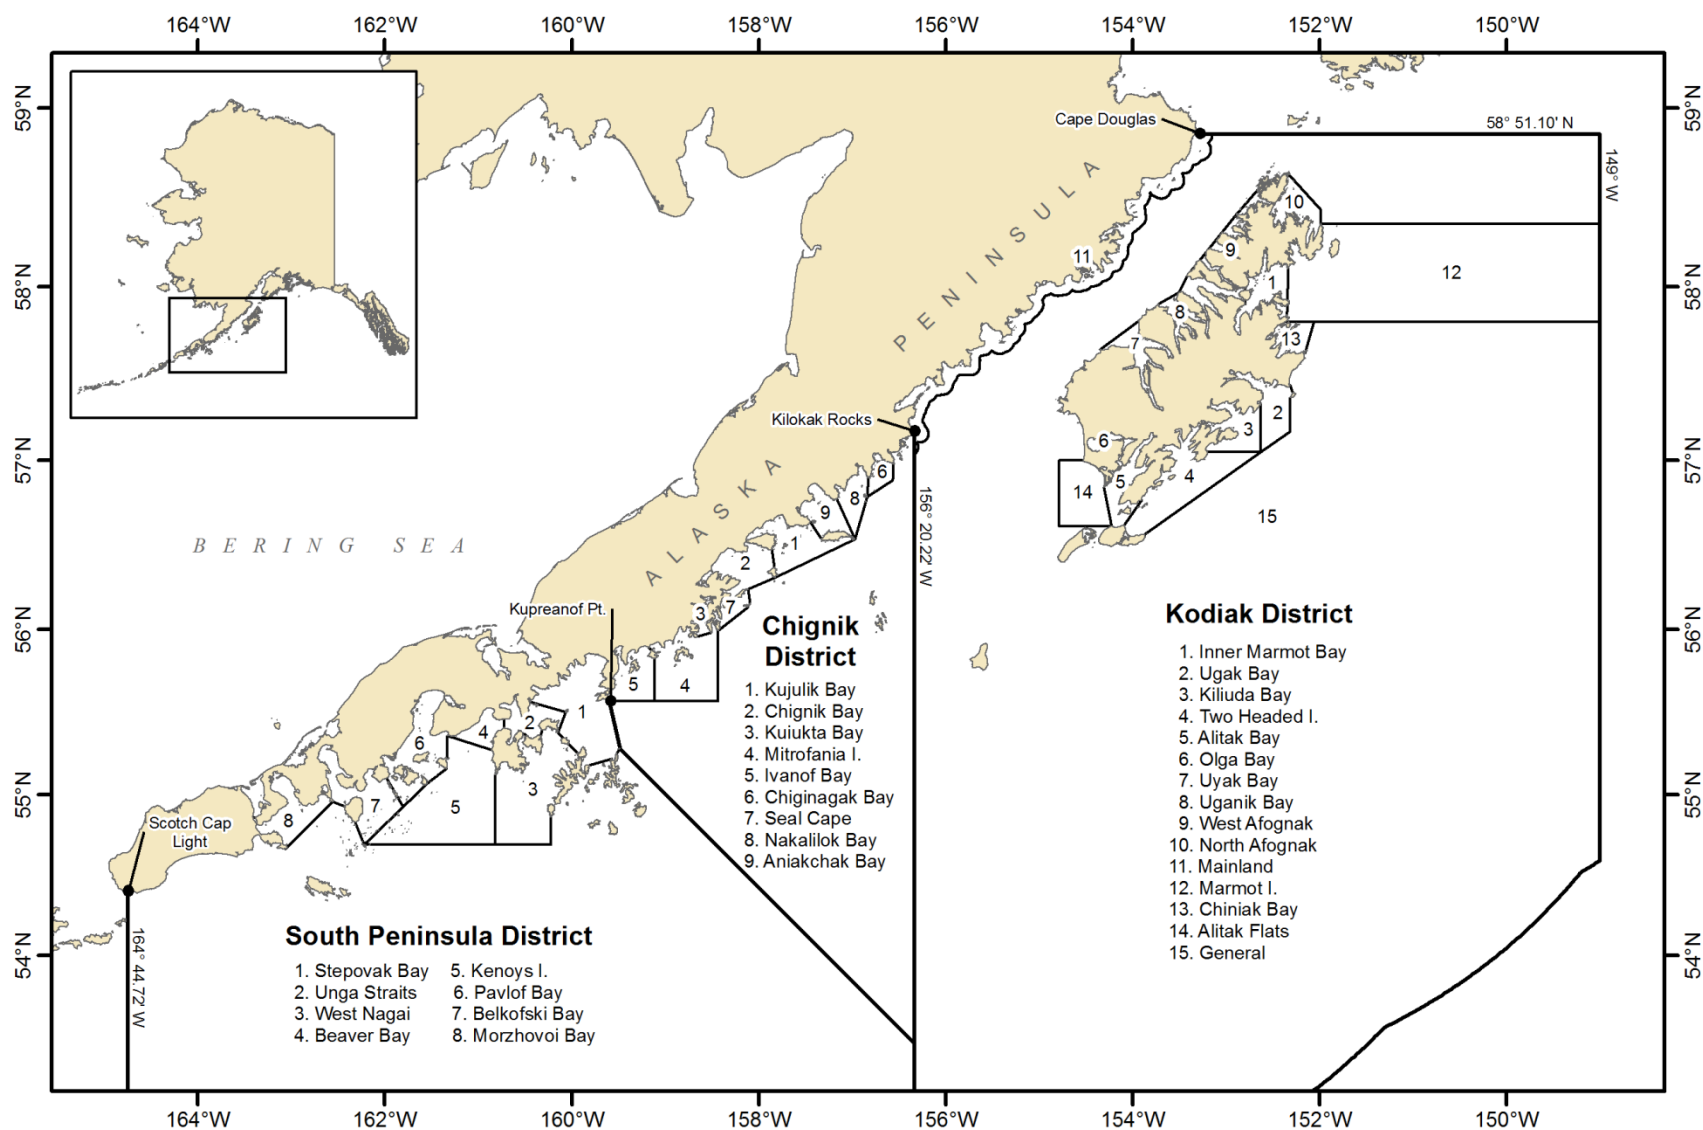 164°W 162°W 160°W 158°W 156°W 154°W 152°W 150°W
59°N
59°N
Cape Douglas
58° 51.10' N
149° W
10
9
11
12
58°N
58°N
1
8
13
7
PENINSULA
Kilokak Rocks
2
3
6
57°N
57°N
6
4
5
14
8
15
9
ALASKA
156° 20.22' W
BERING SEA
1
2
Kupreanof Pt.
7
3
56°N
56°N
5
4
1
2
4
6
3
5
7
8
55°N
55°N
Scotch Cap
Light
164° 44.72' W
54°N
54°N
Chignik
District
1. Kujulik Bay
2. Chignik Bay
3. Kuiukta Bay
4. Mitrofania I.
5. Ivanof Bay
6. Chiginagak Bay
7. Seal Cape
8. Nakalilok Bay
9. Aniakchak Bay
Kodiak District
1. Inner Marmot Bay
2. Ugak Bay
3. Kiliuda Bay
4. Two Headed I.
5. Alitak Bay
6. Olga Bay
7. Uyak Bay
8. Uganik Bay
9. West Afognak
10. North Afognak
11. Mainland
12. Marmot I.
13. Chiniak Bay
14. Alitak Flats
15. General
South Peninsula District
1. Stepovak Bay
2. Unga Straits
3. West Nagai
4. Beaver Bay
5. Kenoys I.
6. Pavlof Bay
7. Belkofski Bay
8. Morzhovoi Bay
164°W 162°W 160°W 158°W 156°W 154°W 152°W 150°W